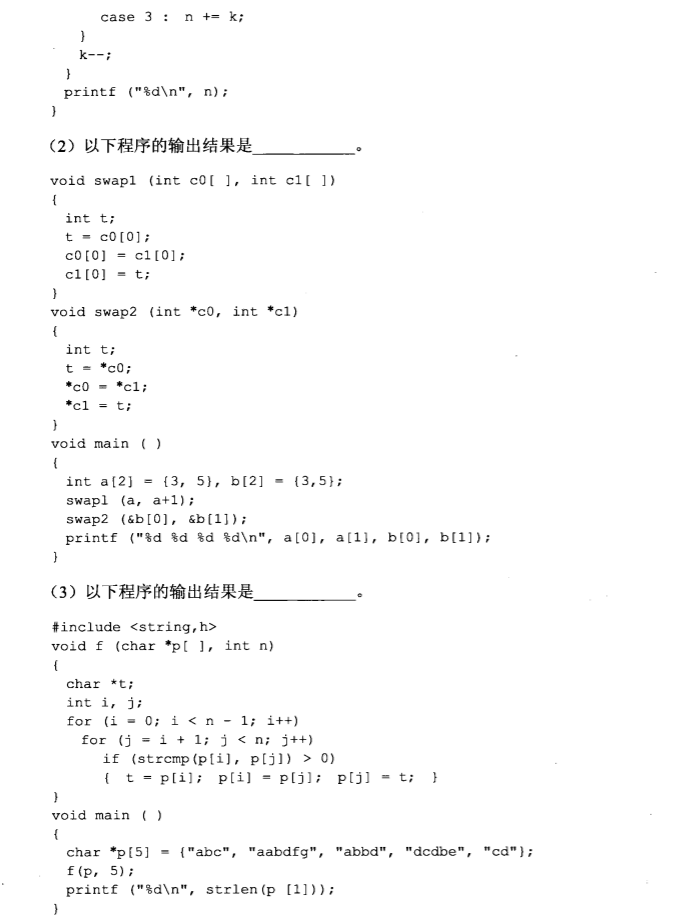 case 3 : n += k;
}
k--;
}
printf ("%d\n", n);
}
（2）以下程序的输出结果是____________。
void swap1 (int c0[ ], int c1[ ])
{
int t;
t = c0[0];
c0[0] = c1[0];
c1[0] = t;
}
void swap2 (int *c0, int *c1)
{
int t;
t = *c0;
*c0 = *c1;
*c1 = t;
}
void main ( )
{
int a[2] = {3, 5}, b[2] = {3,5};
swap1 (a, a+1);
swap2 (&b[0], &b[1]);
printf ("%d %d %d %d\n", a[0], a[1], b[0], b[1]);
}
（3）以下程序的输出结果是____________。
#include <string,h>
void f (char *p[ ], int n)
{
char *t;
int i, j;
for (i = 0; i < n - 1; i++)
for (j = i + 1; j < n; j++)
if (strcmp(p[i], p[j]) > 0)
{ t = p[i]; p[i] = p[j]; p[j] = t; }
}
void main ( )
{
char *p[5] = {"abc", "aabdfg", "abbd", "dcdbe", "cd"};
f(p, 5);
printf ("%d\n", strlen(p [1]));
}